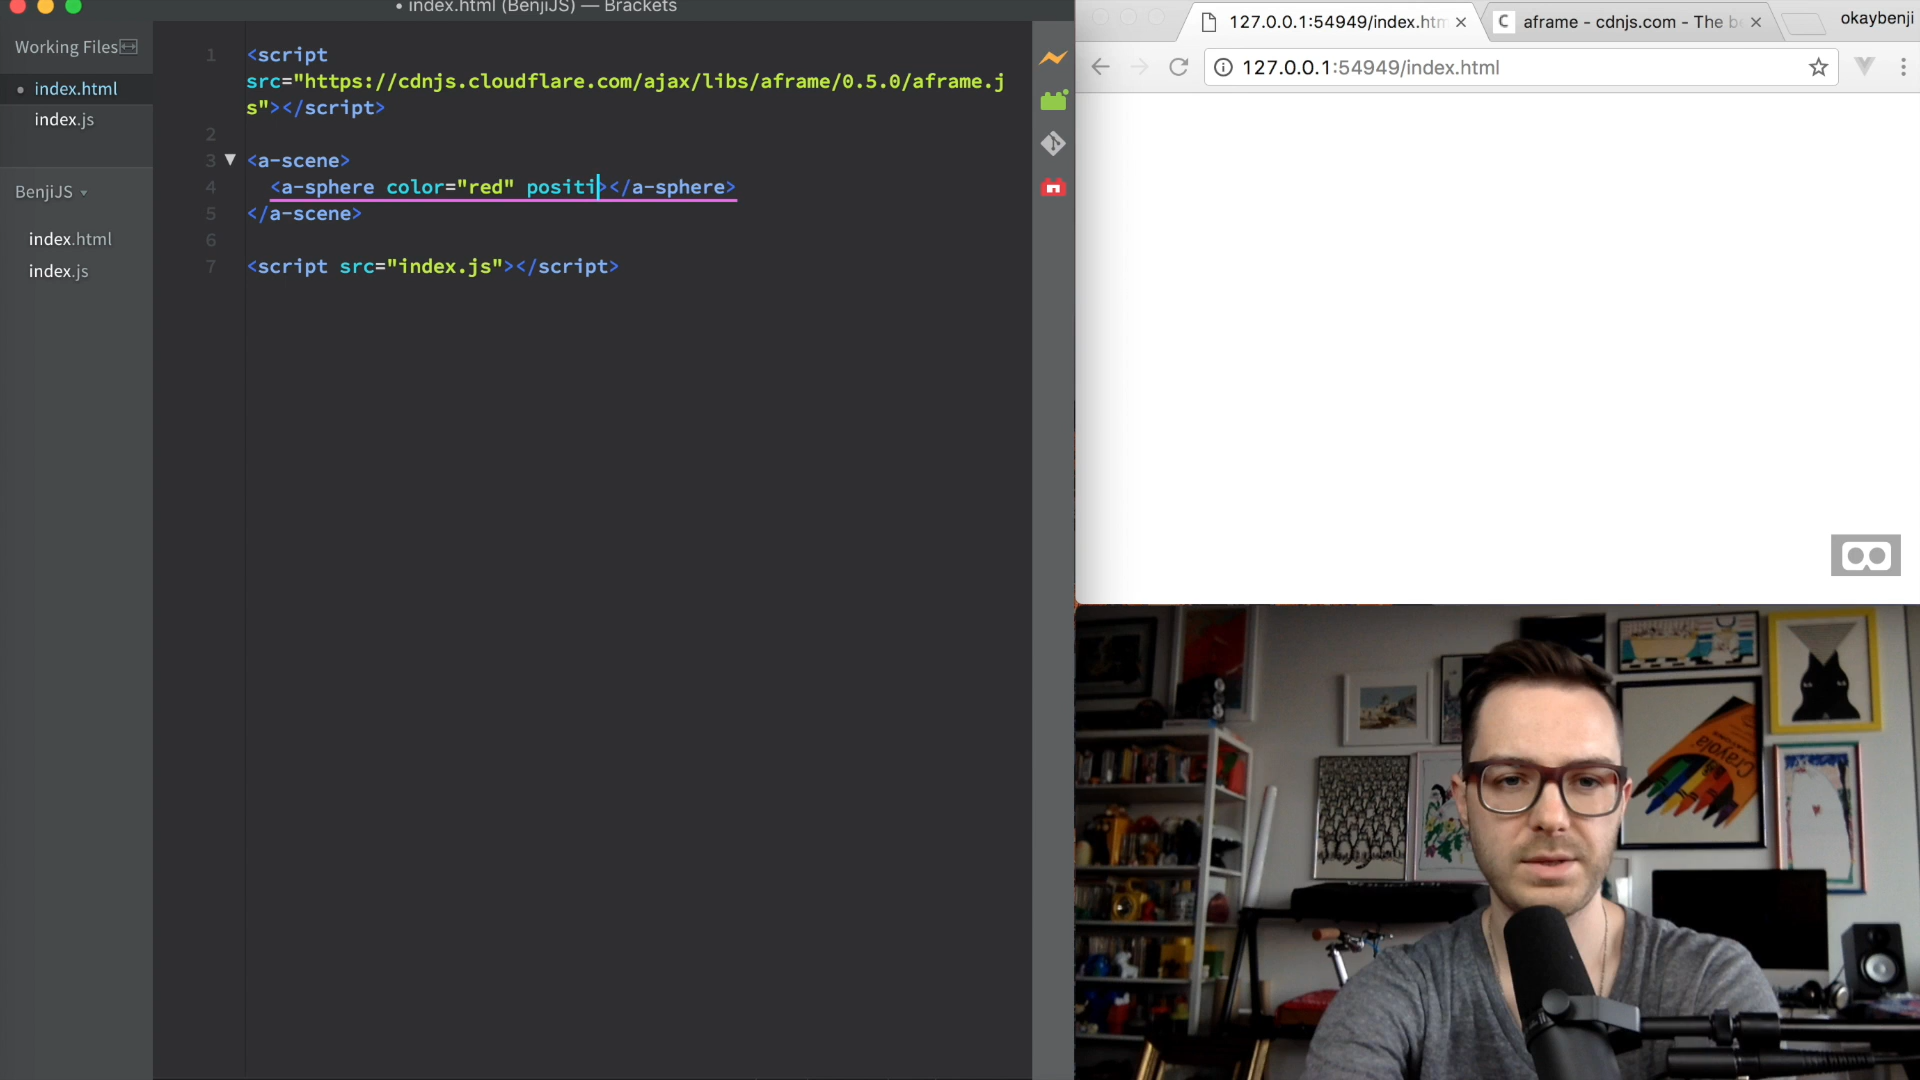 • index.html (BenjiJS) — Brackets
Working Files
• index.html
index.js
BenjiJS
index.html
index.js
1 <script
src="https://cdnjs.cloudflare.com/ajax/libs/aframe/0.5.0/aframe.j
s"></script>
2
3 <a-scene>
4 <a-sphere color="red" positi></a-sphere>
5 </a-scene>
6
7 <script src="index.js"></script>
127.0.0.1:54949/index.htm
aframe - cdnjs.com - The b
okaybenji
127.0.0.1:54949/index.html
Crayola